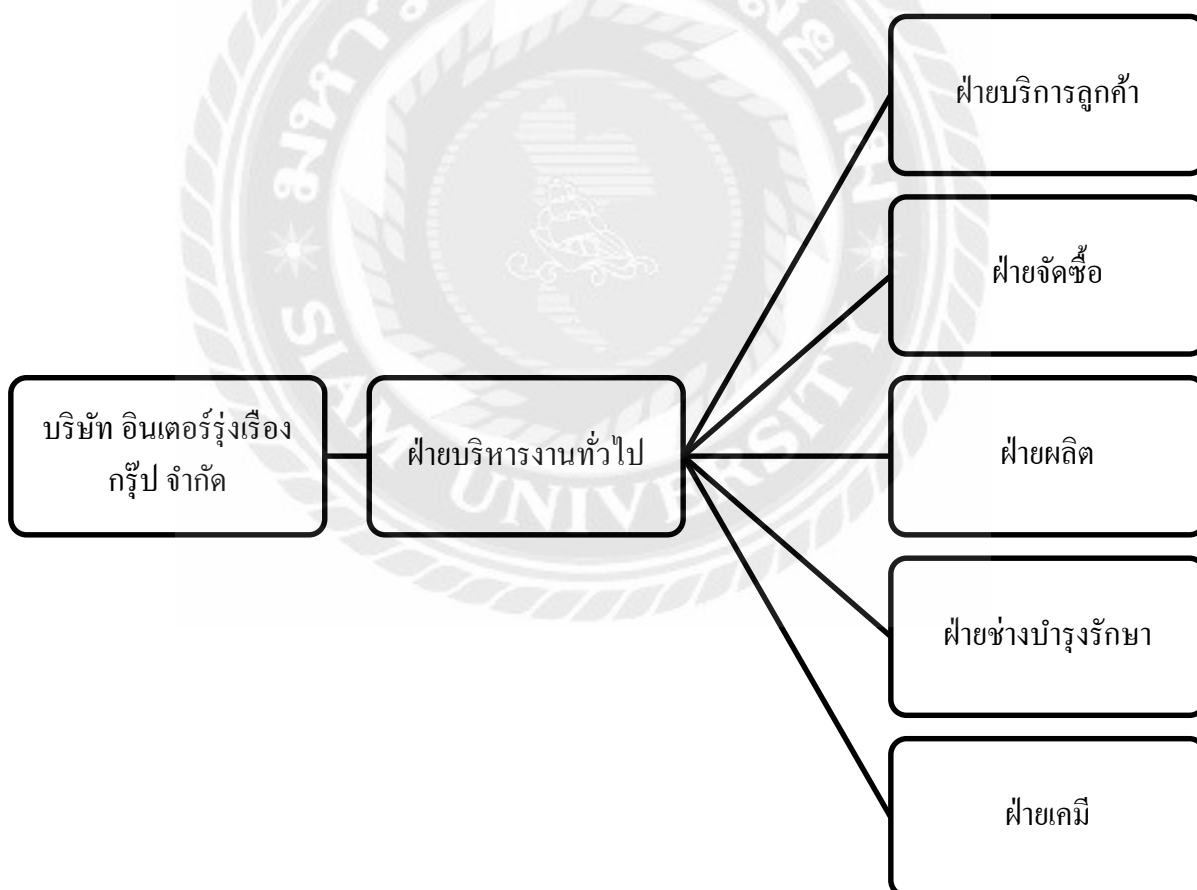 ฝ่ายบริการลูกค้า
ฝ่ายจัดซื้อ
บริษัท อินเตอร์รุ่งเรือง
กรุ๊ป จำกัด
ฝ่ายบริหารงานทั่วไป
ฝ่ายผลิต
ฝ่ายช่างบำรุงรักษา
ฝ่ายเคมี
SIAM UNIVERSITY